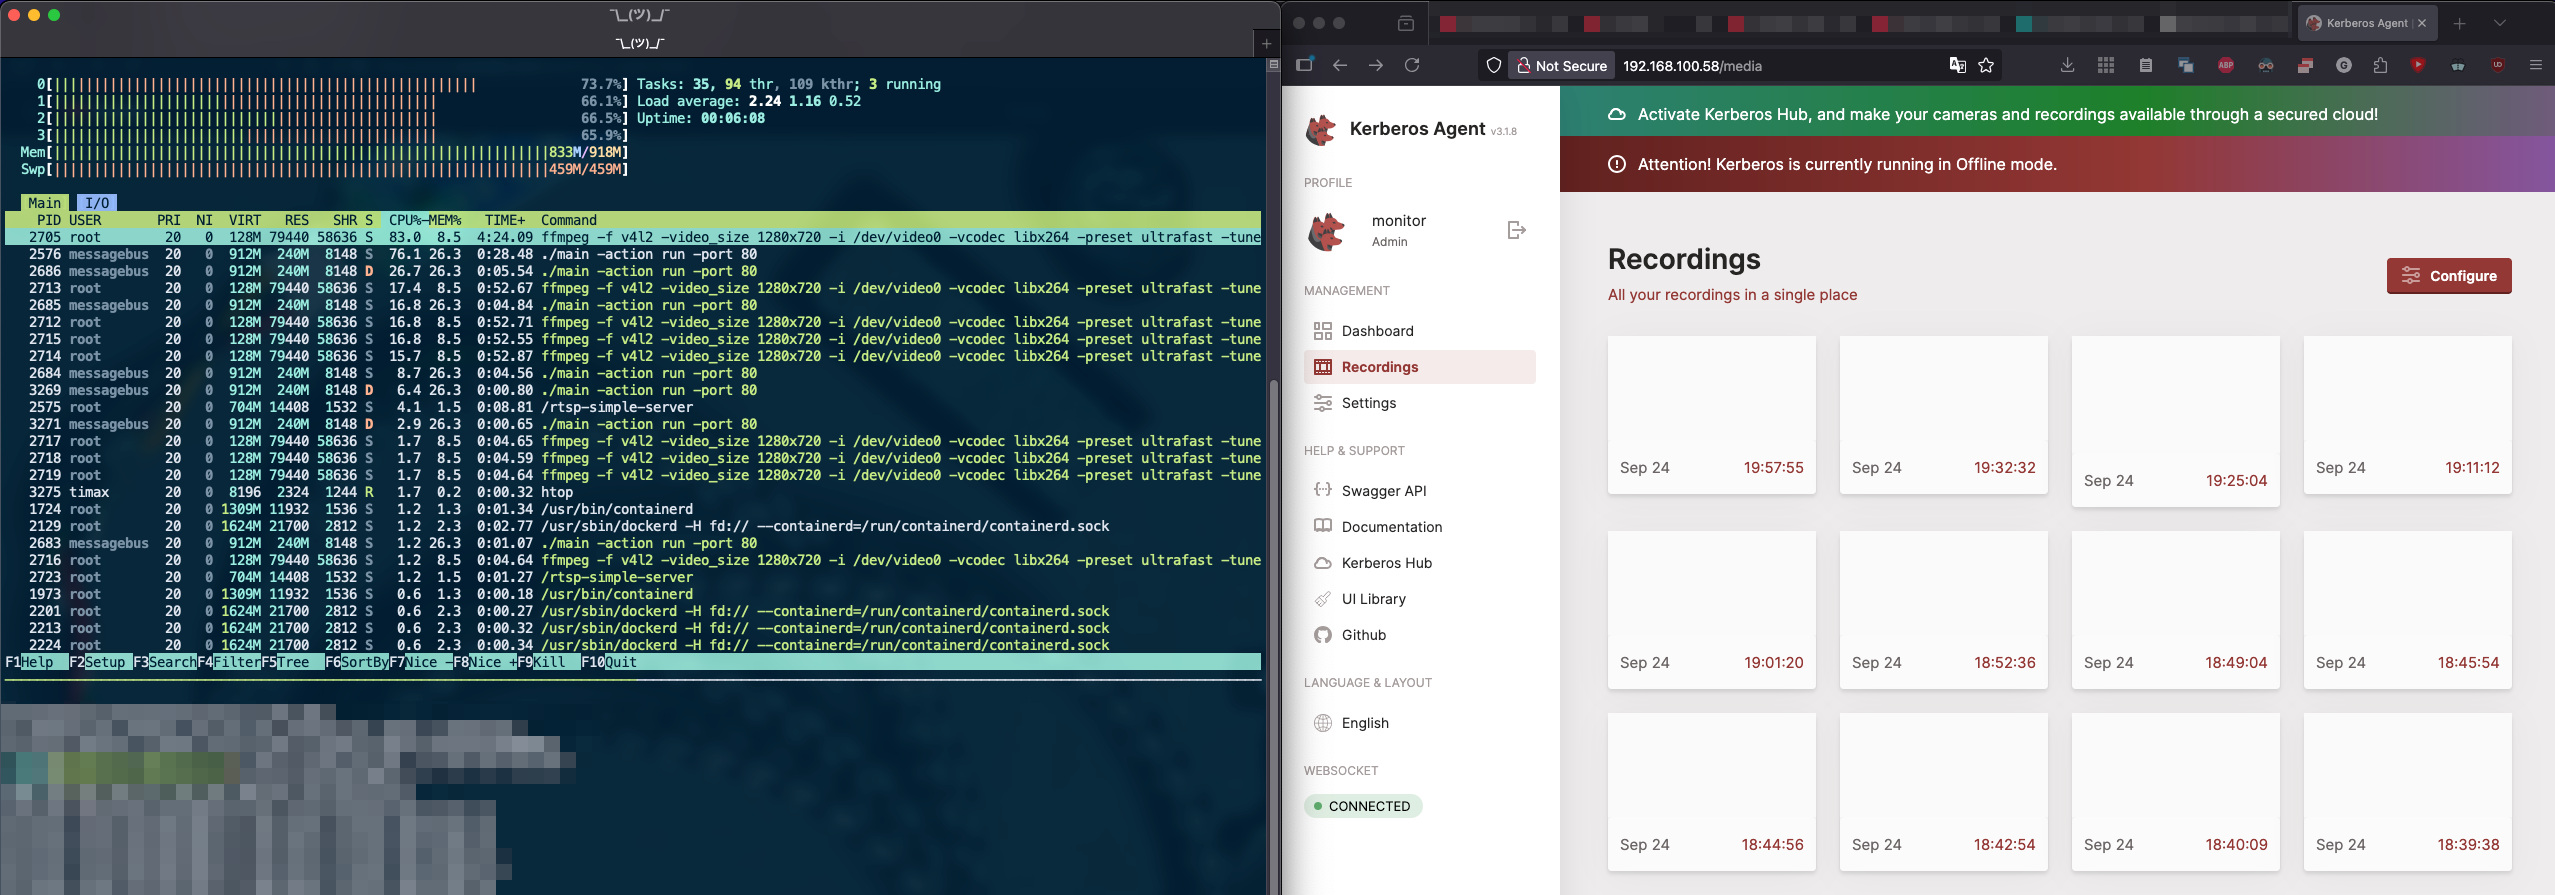 ¯\_(ツ)_/¯
¯\_(ツ)_/¯
0[ 73.7%] Tasks: 35, 94 thr, 109 kthr; 3 running
1[ 66.1%] Load average: 2.24 1.16 0.52
2[ 66.5%] Uptime: 00:06:08
3[ 65.9%]
Mem[ 833M/918M]
Swp[ 459M/459M]
Main I/O
PID USER PRI NI VIRT RES SHR S CPU%▽MEM% TIME+ Command
2705 root 20 0 128M 79440 58636 S 83.0 8.5 4:24.09 ffmpeg -f v4l2 -video_size 1280x720 -i /dev/video0 -vcodec libx264 -preset ultrafast -tune
2576 messagebus 20 0 912M 240M 8148 S 76.1 26.3 0:28.48 ./main -action run -port 80
2686 messagebus 20 0 912M 240M 8148 D 26.7 26.3 0:05.54 ./main -action run -port 80
2713 root 20 0 128M 79440 58636 S 17.4 8.5 0:52.67 ffmpeg -f v4l2 -video_size 1280x720 -i /dev/video0 -vcodec libx264 -preset ultrafast -tune
2685 messagebus 20 0 912M 240M 8148 S 16.8 26.3 0:04.84 ./main -action run -port 80
2712 root 20 0 128M 79440 58636 S 16.8 8.5 0:52.71 ffmpeg -f v4l2 -video_size 1280x720 -i /dev/video0 -vcodec libx264 -preset ultrafast -tune
2715 root 20 0 128M 79440 58636 S 16.8 8.5 0:52.55 ffmpeg -f v4l2 -video_size 1280x720 -i /dev/video0 -vcodec libx264 -preset ultrafast -tune
2714 root 20 0 128M 79440 58636 S 15.7 8.5 0:52.87 ffmpeg -f v4l2 -video_size 1280x720 -i /dev/video0 -vcodec libx264 -preset ultrafast -tune
2684 messagebus 20 0 912M 240M 8148 S 8.7 26.3 0:04.56 ./main -action run -port 80
3269 messagebus 20 0 912M 240M 8148 D 6.4 26.3 0:00.80 ./main -action run -port 80
2575 root 20 0 704M 14408 1532 S 4.1 1.5 0:08.81 /rtsp-simple-server
3271 messagebus 20 0 912M 240M 8148 D 2.9 26.3 0:00.65 ./main -action run -port 80
2717 root 20 0 128M 79440 58636 S 1.7 8.5 0:04.65 ffmpeg -f v4l2 -video_size 1280x720 -i /dev/video0 -vcodec libx264 -preset ultrafast -tune
2718 root 20 0 128M 79440 58636 S 1.7 8.5 0:04.59 ffmpeg -f v4l2 -video_size 1280x720 -i /dev/video0 -vcodec libx264 -preset ultrafast -tune
2719 root 20 0 128M 79440 58636 S 1.7 8.5 0:04.64 ffmpeg -f v4l2 -video_size 1280x720 -i /dev/video0 -vcodec libx264 -preset ultrafast -tune
3275 timax 20 0 8196 2324 1244 R 1.7 0.2 0:00.32 htop
1724 root 20 0 1309M 11932 1536 S 1.2 1.3 0:01.34 /usr/bin/containerd
2129 root 20 0 1624M 21700 2812 S 1.2 2.3 0:02.77 /usr/sbin/dockerd -H fd:// --containerd=/run/containerd/containerd.sock
2683 messagebus 20 0 912M 240M 8148 S 1.2 26.3 0:01.07 ./main -action run -port 80
2716 root 20 0 128M 79440 58636 S 1.2 8.5 0:04.64 ffmpeg -f v4l2 -video_size 1280x720 -i /dev/video0 -vcodec libx264 -preset ultrafast -tune
2723 root 20 0 704M 14408 1532 S 1.2 1.5 0:01.27 /rtsp-simple-server
1973 root 20 0 1309M 11932 1536 S 0.6 1.3 0:00.18 /usr/bin/containerd
2201 root 20 0 1624M 21700 2812 S 0.6 2.3 0:00.27 /usr/sbin/dockerd -H fd:// --containerd=/run/containerd/containerd.sock
2213 root 20 0 1624M 21700 2812 S 0.6 2.3 0:00.32 /usr/sbin/dockerd -H fd:// --containerd=/run/containerd/containerd.sock
2224 root 20 0 1624M 21700 2812 S 0.6 2.3 0:00.34 /usr/sbin/dockerd -H fd:// --containerd=/run/containerd/containerd.sock
F1Help F2Setup F3SearchF4FilterF5Tree F6SortByF7Nice -F8Nice +F9Kill F10Quit
Kerberos Agent
Not Secure 192.168.100.58/media
ABP
Kerberos Agent v3.1.8
PROFILE
monitor
Admin
MANAGEMENT
Dashboard
Recordings
Settings
HELP & SUPPORT
Swagger API
Documentation
Kerberos Hub
UI Library
Github
LANGUAGE & LAYOUT
English
WEBSOCKET
CONNECTED
Activate Kerberos Hub, and make your cameras and recordings available through a secured cloud!
Attention! Kerberos is currently running in Offline mode.
Recordings
All your recordings in a single place
Configure
Sep 24 19:57:55
Sep 24 19:32:32
Sep 24 19:25:04
Sep 24 19:11:12
Sep 24 19:01:20
Sep 24 18:52:36
Sep 24 18:49:04
Sep 24 18:45:54
Sep 24 18:44:56
Sep 24 18:42:54
Sep 24 18:40:09
Sep 24 18:39:38